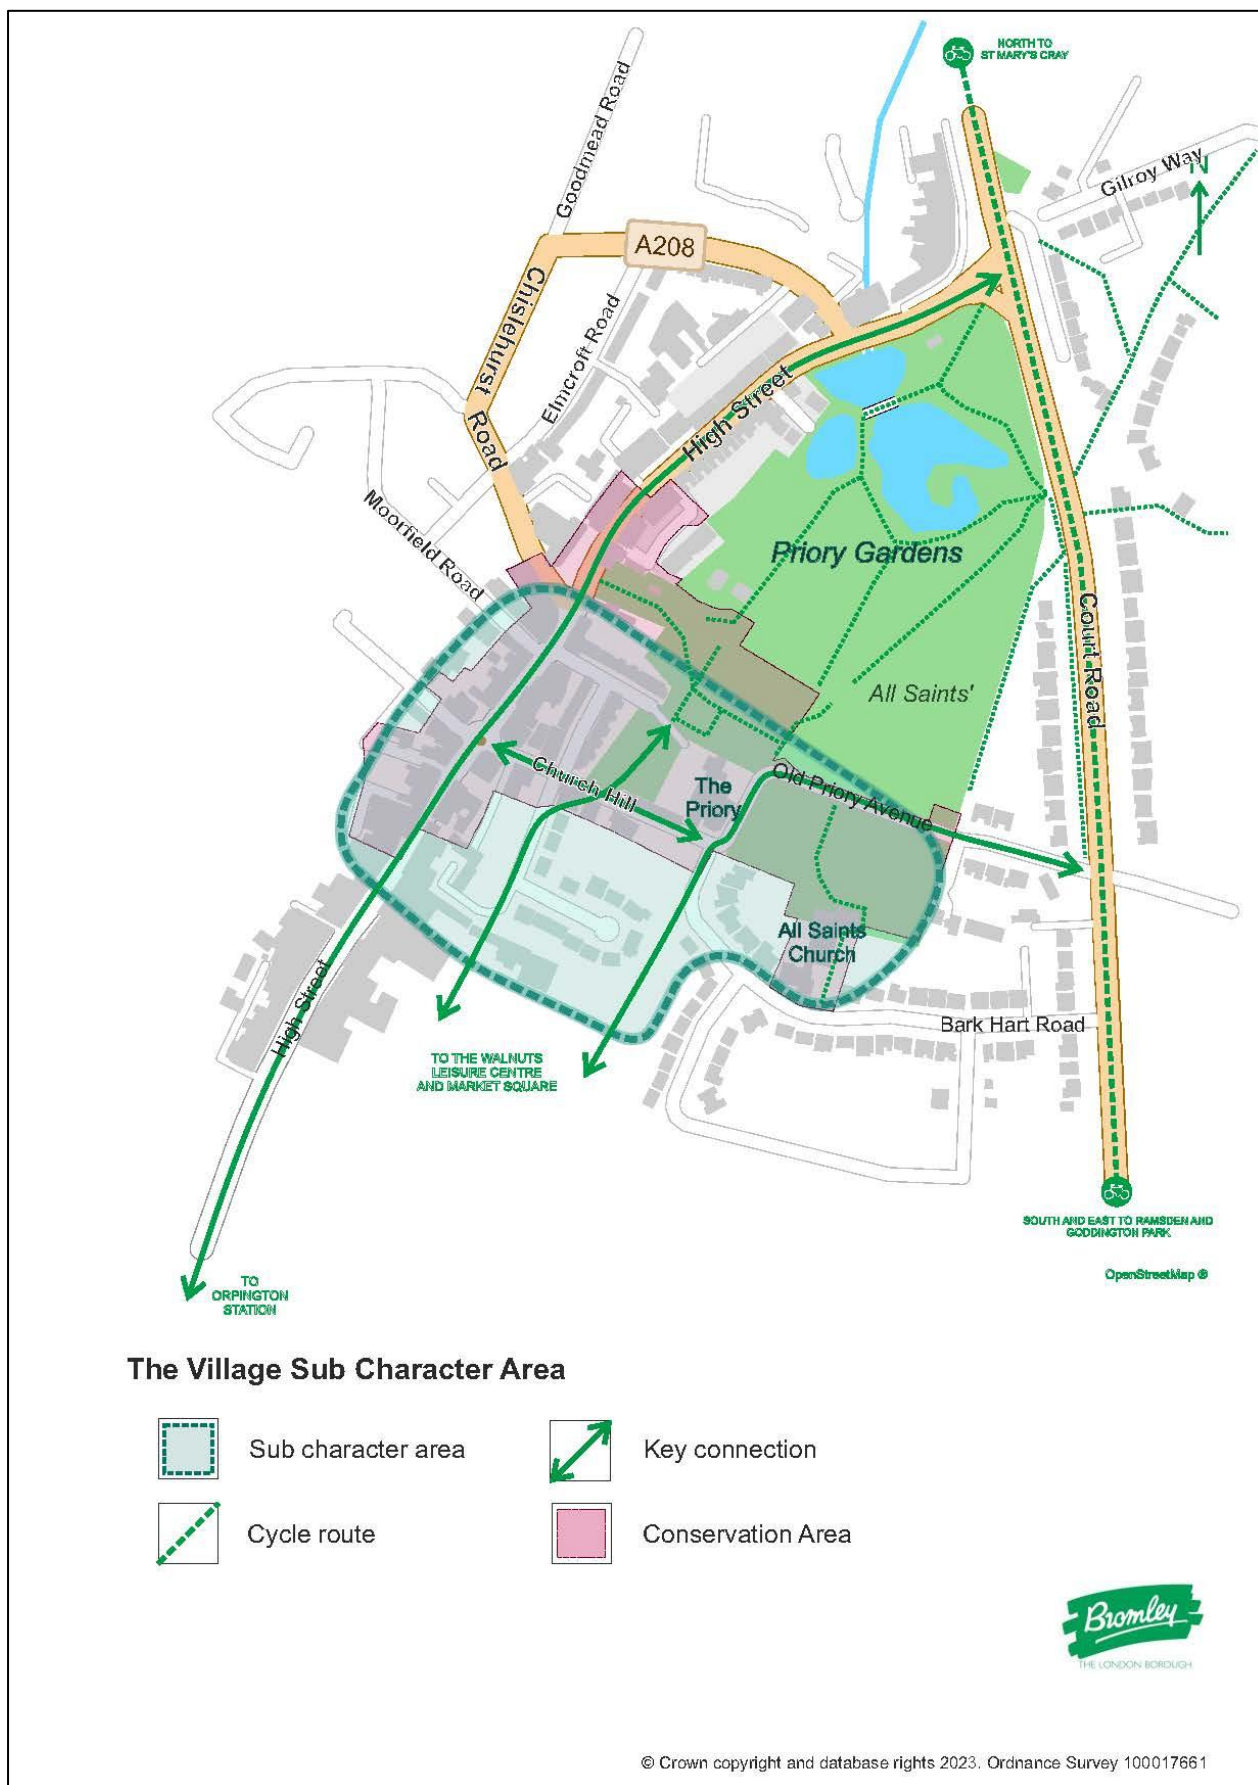 NORTH TO
ST MARY'S CRAY
Goodmead Road
Gilroy Way
N
A208
Chislehurst Road
Elmcroft Road
High Street
Moorfield Road
Priory Gardens
Court Road
All Saints'
Church Hill
The
Priory
Old Priory Avenue
All Saints
Church
High Street
Bark Hart Road
TO THE WALNUTS
LEISURE CENTRE
AND MARKET SQUARE
SOUTH AND EAST TO RAMSDEN AND
GODDINGTON PARK
OpenStreetMap ©
TO
ORPINGTON
STATION
The Village Sub Character Area
Sub character area
Key connection
Cycle route
Conservation Area
Bromley
THE LONDON BOROUGH
© Crown copyright and database rights 2023. Ordnance Survey 100017661